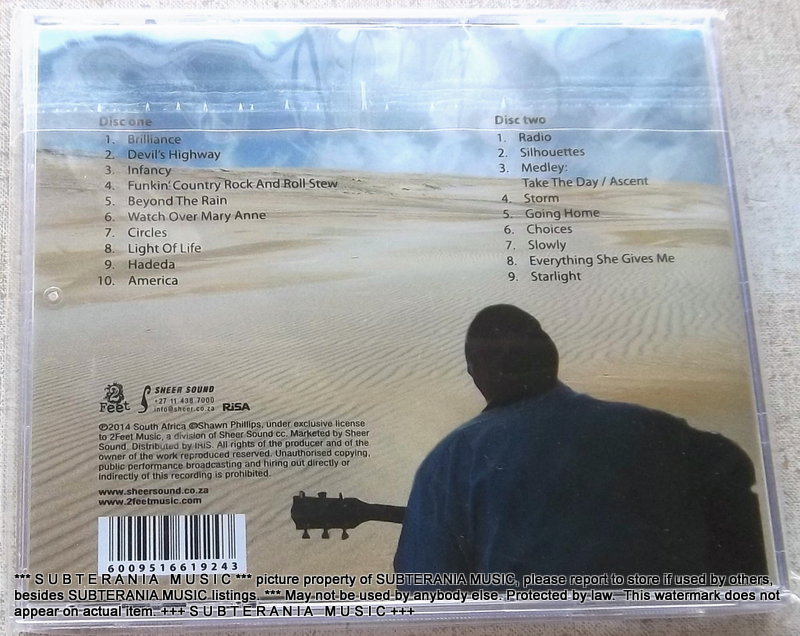 Disc one
1. Brilliance
2. Devil's Highway
3. Infancy
4. Funkin' Country Rock And Roll Stew
5. Beyond The Rain
6. Watch Over Mary Anne
7. Circles
8. Light Of Life
9. Hadeda
10. America
Disc two
1. Radio
2. Silhouettes
3. Medley:
Take The Day / Ascent
4. Storm
5. Going Home
6. Choices
7. Slowly
8. Everything She Gives Me
9. Starlight
2 Feet
SHEER SOUND
+27 11 438 7000
info@sheer.co.za
RiSA
℗2014 South Africa ©Shawn Phillips, under exclusive license
to 2Feet Music, a division of Sheer Sound cc. Marketed by Sheer
Sound, Distributed by IRIS. All rights of the producer and of the
owner of the work reproduced reserved. Unauthorised copying,
public performance broadcasting and hiring out directly or
indirectly of this recording is prohibited.
www.sheersound.co.za
www.2feetmusic.com
6009516619243
*** S U B T E R A N I A   M U S I C *** picture property of SUBTERANIA MUSIC, please report to store if used by others,
besides SUBTERANIA MUSIC listings. *** May not be used by anybody else. Protected by law. This watermark does not
appear on actual item. +++ S U B T E R A N I A   M U S I C +++